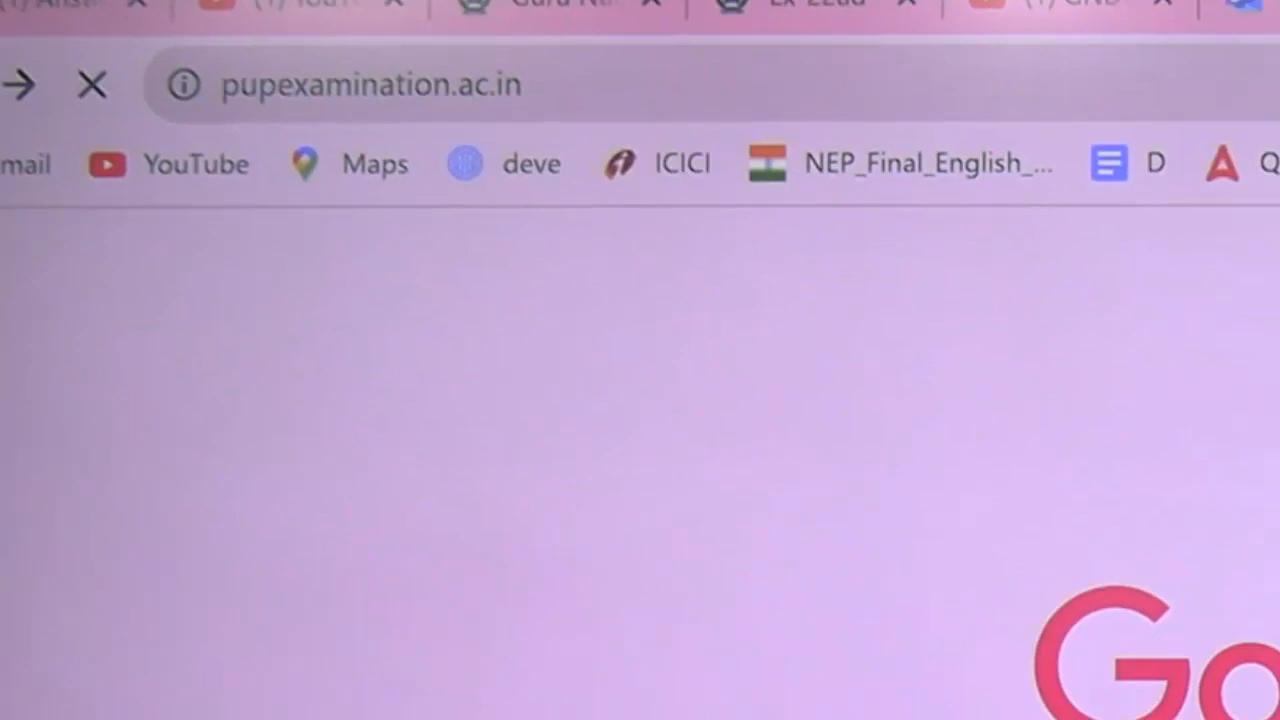 pupexamination.ac.in
mail YouTube Maps deve ICICI NEP_Final_English_... D Q
Go